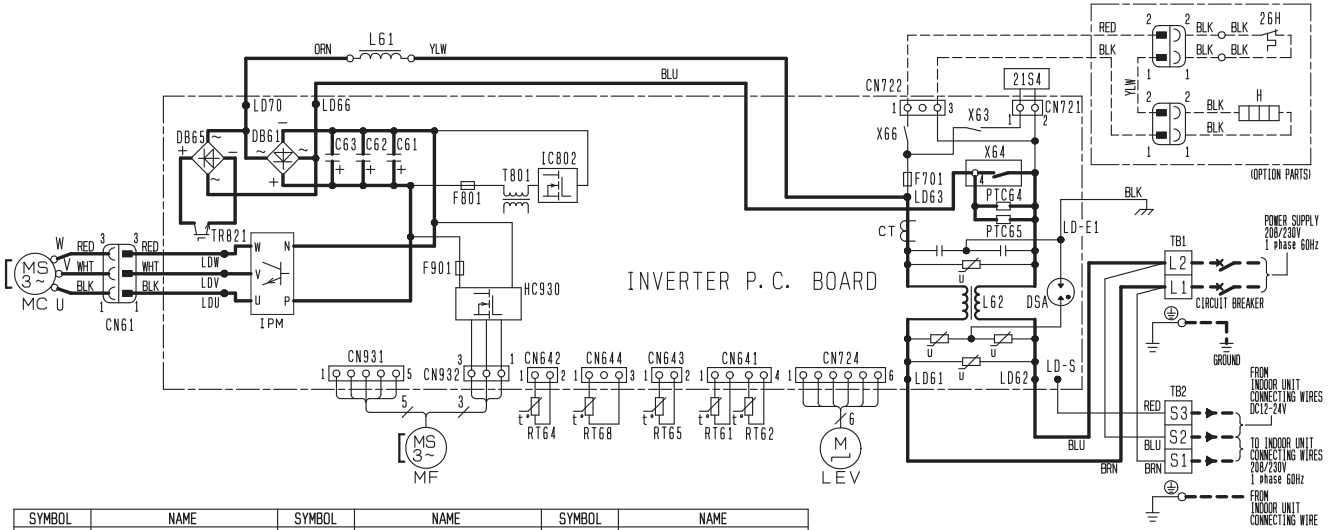 L61
ORN
YLW
BLU
LD70
LD66
DB65
DB61
C63
C62
C61
IC802
T801
F801
TR821
W
RED
RED
V
WHT
WHT
U
BLK
BLK
MS
3~
MC
3
3
1
1
CN61
LDW
LDV
LDU
W
N
V
U
P
IPM
F901
HC930
INVERTER P. C. BOARD
CN722
1
3
21S4
CN721
1
2
X63
X66
X64
4
F701
LD63
PTC64
PTC65
CT
U
L62
LD-E1
BLK
DSA
U
U
LD61
LD62
LD-S
CN931
1
5
CN932
3
1
CN642
1
2
CN644
1
3
CN643
1
2
CN641
1
4
CN724
1
6
5
3
MS
3~
MF
t°
RT64
t°
RT68
t°
RT65
t°
RT61
t°
RT62
6
M
LEV
RED
BLK
YLW
2
2
BLK
BLK
26H
BLK
BLK
1
1
2
2
BLK
H
BLK
1
1
(OPTION PARTS)
POWER SUPPLY
208/230V
1 phase 60Hz
TB1
L2
L1
CIRCUIT BREAKER
GROUND
TB2
RED
S3
BLU
BLU
S2
BRN
BRN
S1
FROM
INDOOR UNIT
CONNECTING WIRES
DC12-24V
TO INDOOR UNIT
CONNECTING WIRES
208/230V
1 phase 60Hz
FROM
INDOOR UNIT
CONNECTING WIRE
SYMBOL NAME SYMBOL NAME SYMBOL NAME